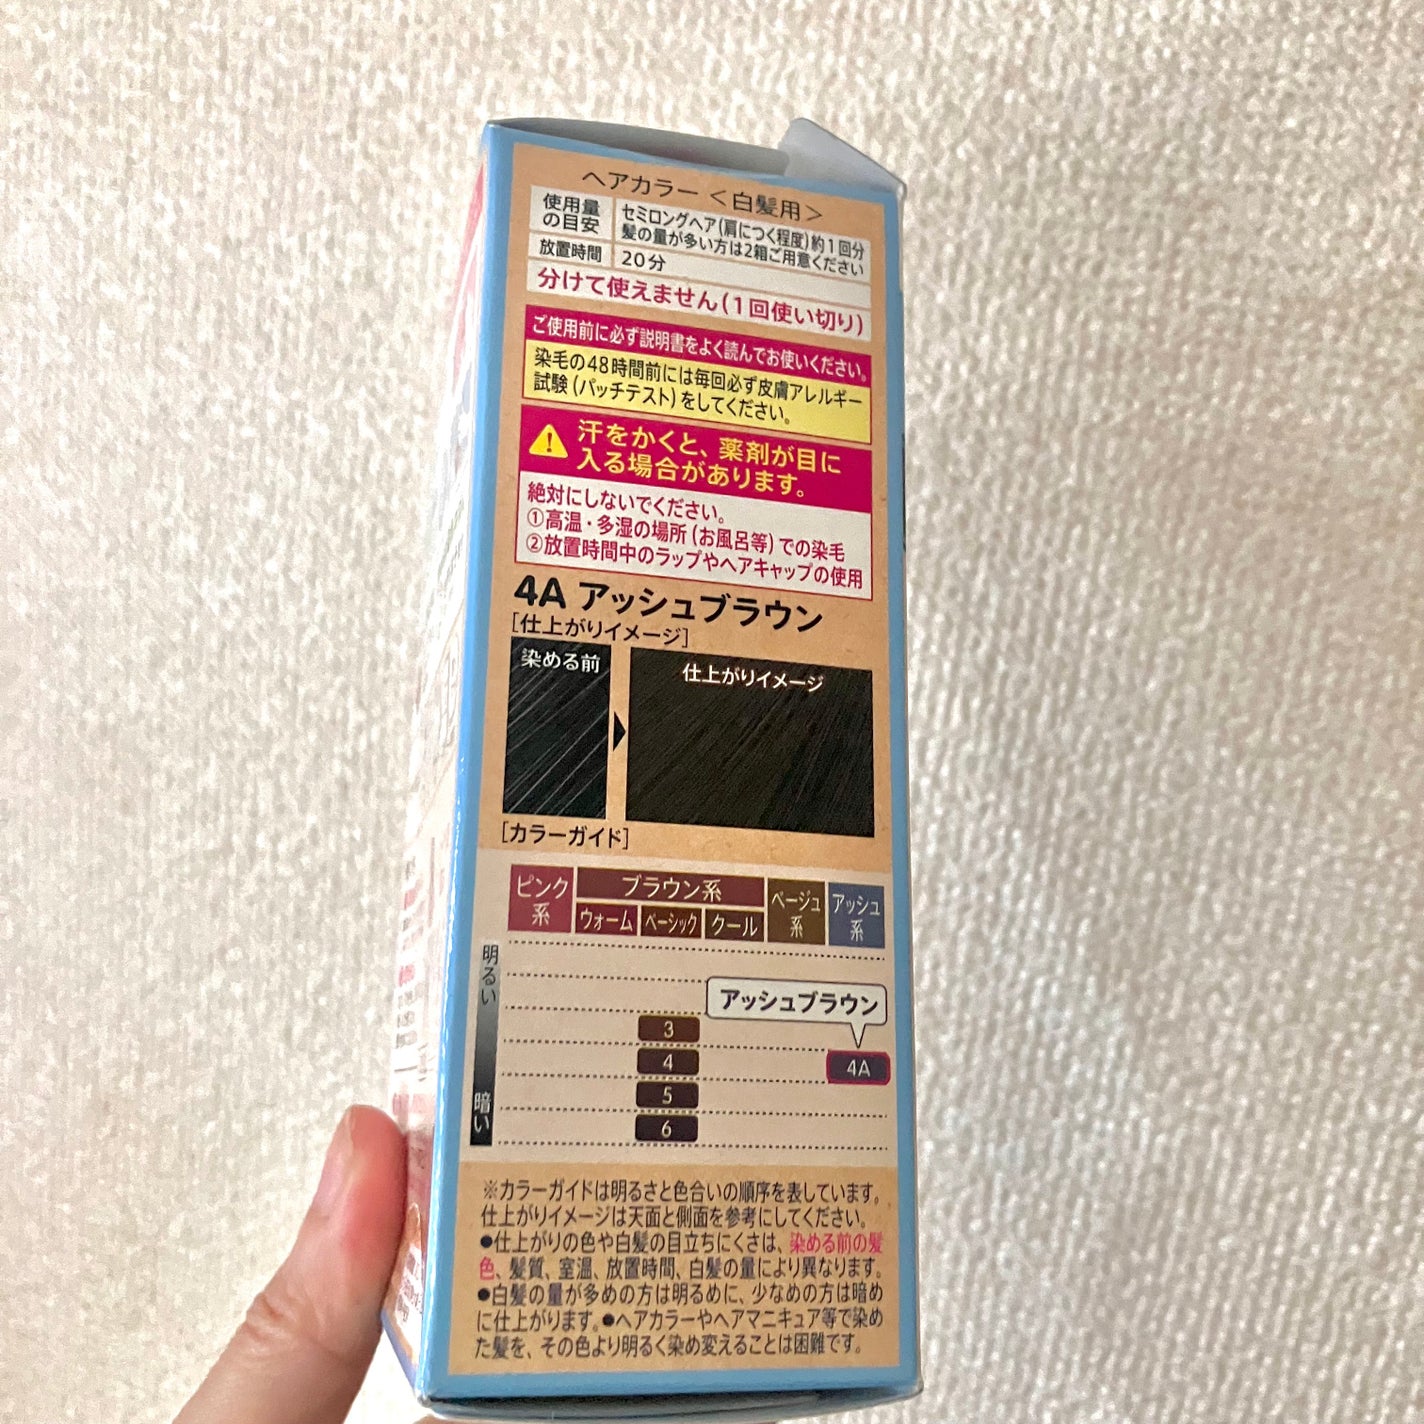 ヘアカラー＜白髪用＞
使用量
の目安
セミロングヘア(肩につく程度)約1回分
髪の量が多い方は2箱ご用意ください
放置時間
20分
分けて使えません(1回使い切り)
ご使用前に必ず説明書をよく読んでお使いください。
染毛の48時間前には毎回必ず皮膚アレルギー
試験(パッチテスト)をしてください。
汗をかくと、薬剤が目に
入る場合があります。
絶対にしないでください。
①高温・多湿の場所(お風呂等)での染毛
②放置時間中のラップやヘアキャップの使用
4A アッシュブラウン
[仕上がりイメージ]
染める前
仕上がりイメージ
[カラーガイド]
ピンク
系
ブラウン系
ウォーム ベーシック クール
ベージュ
系
アッシュ
系
明るい
アッシュブラウン
3
4
4A
5
6
暗い
※カラーガイドは明るさと色合いの順序を表しています。
仕上がりイメージは天面と側面を参考にしてください。
●仕上がりの色や白髪の目立ちにくさは、染める前の髪
色、髪質、室温、放置時間、白髪の量により異なります。
●白髪の量が多めの方は明るめに、少なめの方は暗め
に仕上がります。●ヘアカラーやヘアマニキュア等で染め
た髪を、その色より明るく染め変えることは困難です。